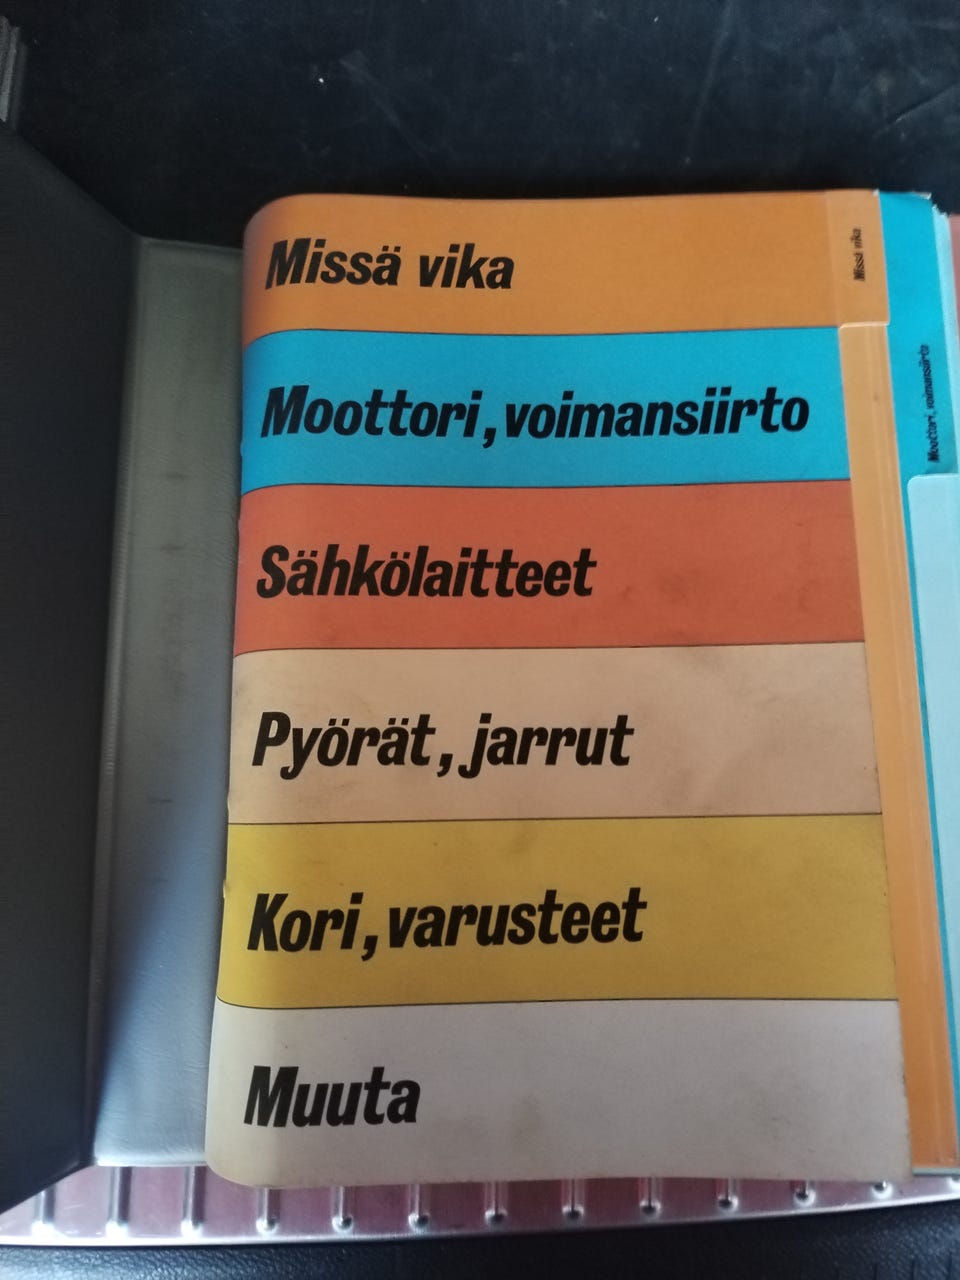 Missä vika
Moottori, voimansiirto
Sähkölaitteet
Pyörät, jarrut
Kori, varusteet
Muuta
Missä vika
Moottori, voimansiirto